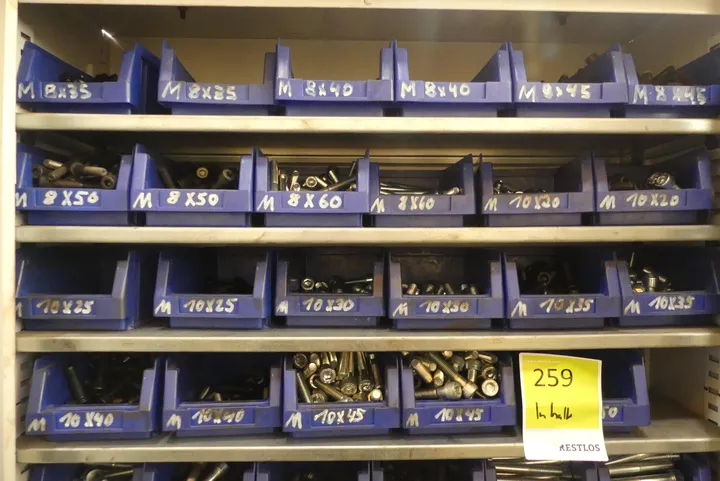 M 8x35
M 8x35
M 8x40
M 8x40
M 8x45
M 8x45
8x50
M 8x50
M 8x60
M 8x60
M 10x20
M 10x20
M 10x25
M 10x25
M 10x30
M 10x30
M 10x35
M 10x35
M 10x40
M 10x40
M 10x45
M 10x45
259
Inhalt
RESTLOS